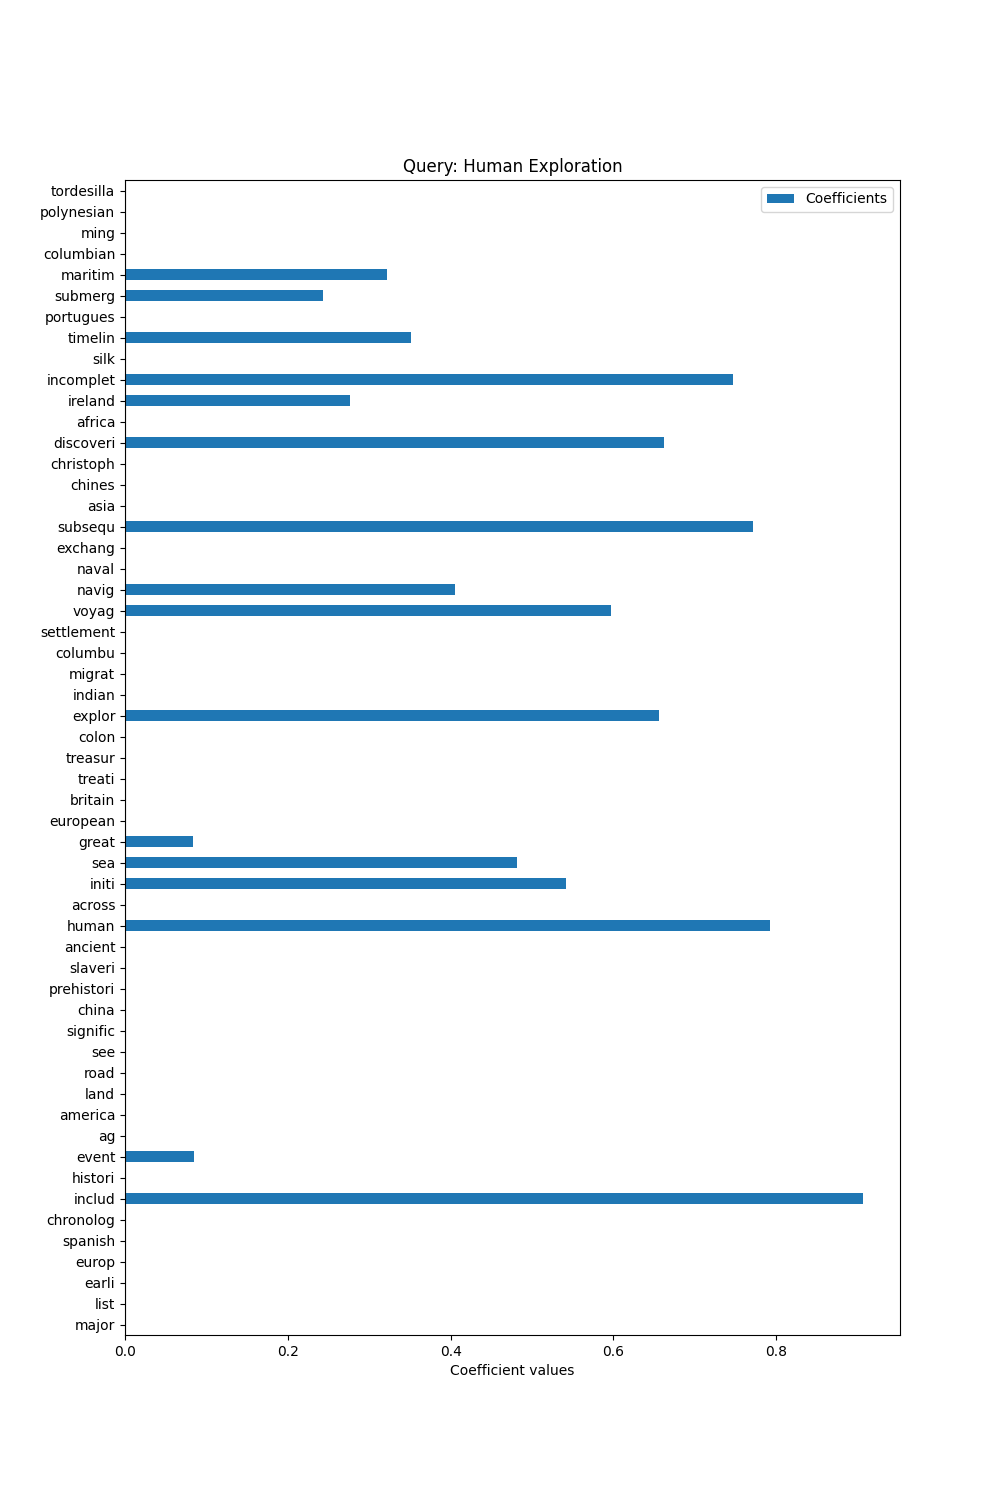 Query: Human Exploration
Coefficients
tordesilla
polynesian
ming
columbian
maritim
submerg
portugues
timelin
silk
incomplet
ireland
africa
discoveri
christoph
chines
asia
subsequ
exchang
naval
navig
voyag
settlement
columbu
migrat
indian
explor
colon
treasur
treati
britain
european
great
sea
initi
across
human
ancient
slaveri
prehistori
china
signific
see
road
land
america
ag
event
histori
includ
chronolog
spanish
europ
earli
list
major
0.0 0.2 0.4 0.6 0.8
Coefficient values